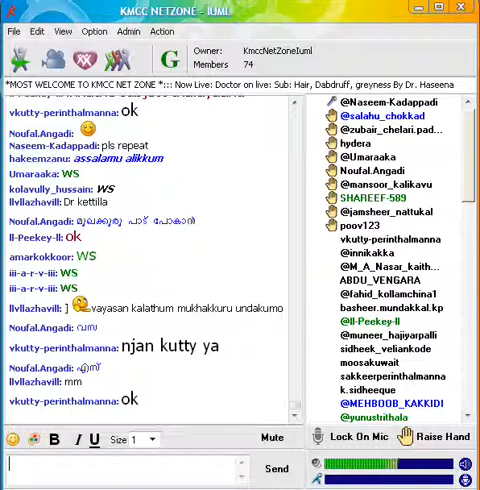 KMCC NETZONE - IUML
File Edit View Option Admin Action
G
Owner: KmccNetZoneIuml
Members 74
*MOST WELCOME TO KMCC NET ZONE *::: Now Live: Doctor on live: Sub: Hair, Dabdruff, greyness By Dr. Haseena
vkutty-perinthalmanna: ok
Noufal.Angadi:
Naseem-Kadappadi: pls repeat
hakeemzanu: assalamu alikkum
Umaraaka: WS
kolavully_hussain: WS
llvllazhavill: Dr kettilla
Noufal.Angadi: മുഖക്കുരു പാട് പോകാൻ
ll-Peekey-ll: ok
amarkokkoor: WS
iii-a-r-v-iii: WS
iii-a-r-v-iii: WS
llvllazhavill: ] vayasan kalathum mukhakkuru undakumo
Noufal.Angadi: വസ
vkutty-perinthalmanna: njan kutty ya
Noufal.Angadi: എസ്
llvllazhavill: mm
vkutty-perinthalmanna: ok
@Naseem-Kadappadi
@salahu_chokkad
@zubair_chelari.pad...
hydera
@Umaraaka
Noufal.Angadi
@mansoor_kalikavu
SHAREEF-589
@jamsheer_nattukal
poov123
vkutty-perinthalmanna
@innikakka
@M_A_Nasar_kaith...
ABDU_VENGARA
@fahid_kollamchina1
basheer.mundakkal.kp
@ll-Peekey-ll
@muneer_hajiyarpalli
sidheek_veliankode
moosakuwait
sakkeerperinthalmanna
k.sidheeque
@MEHBOOB_KAKKIDI
@yunustrithala
B I U Size 1 Mute
Lock On Mic Raise Hand
Send